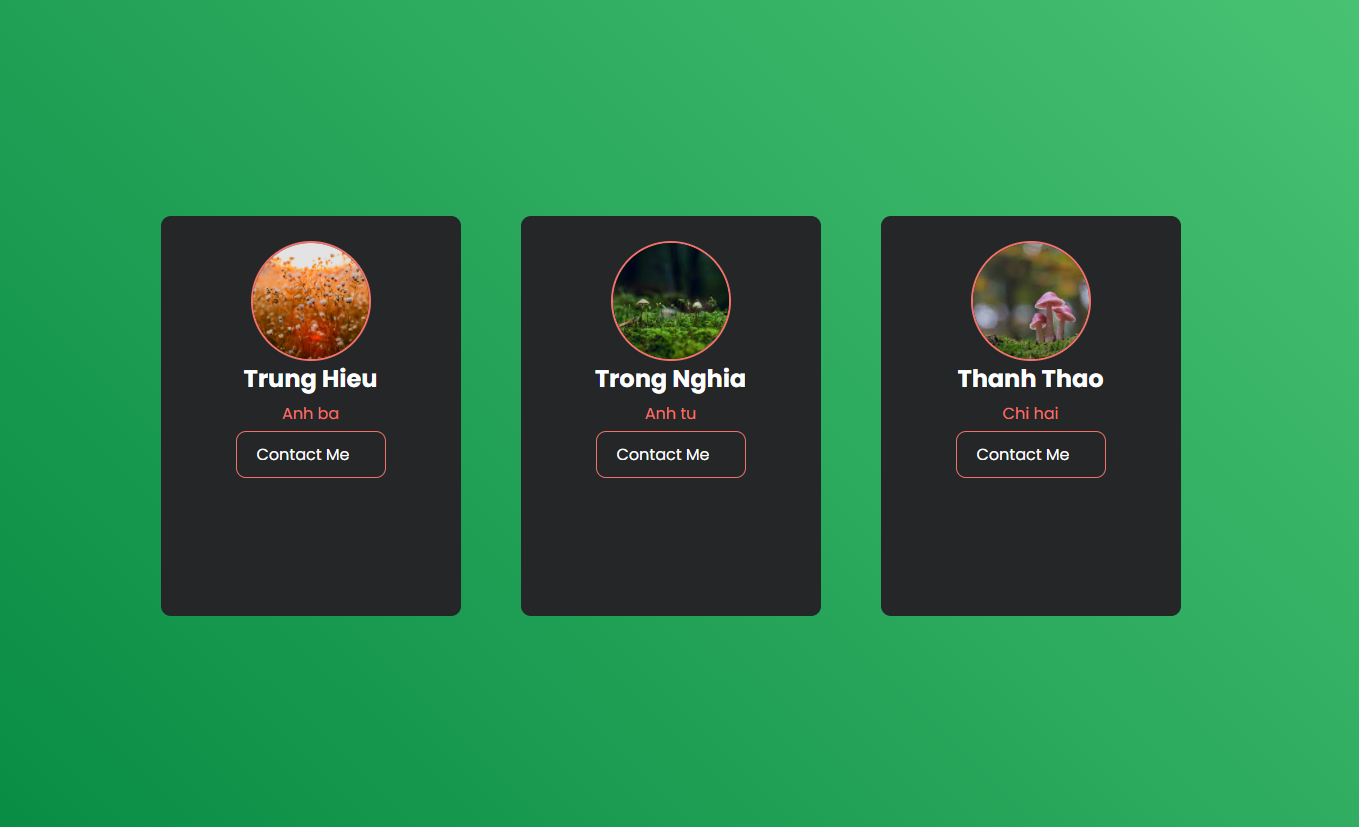 Trung Hieu
Anh ba
Contact Me
Trong Nghia
Anh tu
Contact Me
Thanh Thao
Chi hai
Contact Me